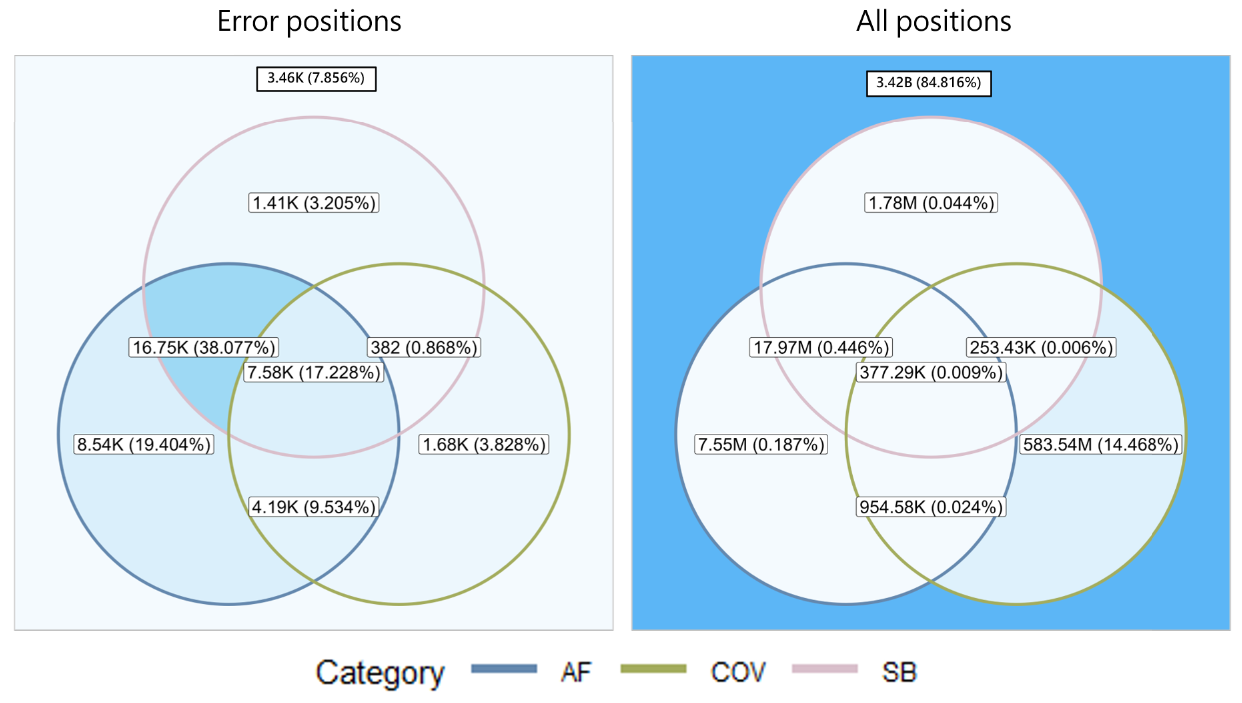 Error positions
All positions
3.46K (7.856%)
3.42B (84.816%)
1.41K (3.205%)
1.78M (0.044%)
16.75K (38.077%)
382 (0.868%)
17.97M (0.446%)
253.43K (0.006%)
7.58K (17.228%)
377.29K (0.009%)
8.54K (19.404%)
1.68K (3.828%)
7.55M (0.187%)
583.54M (14.468%)
4.19K (9.534%)
954.58K (0.024%)
Category AF COV SB